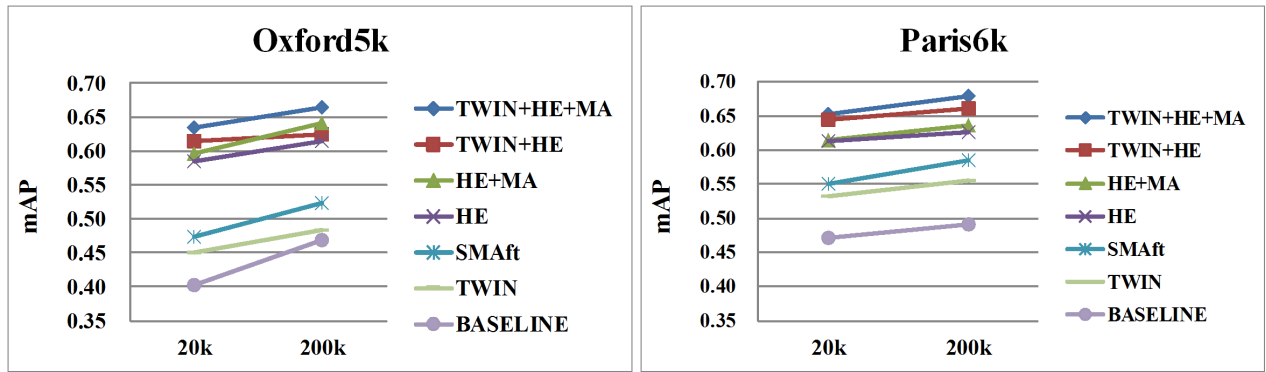 Oxford5k
0.70
0.65
0.60
0.55
0.50
0.45
0.40
0.35
mAP
20k 200k
TWIN+HE+MA
TWIN+HE
HE+MA
HE
SMAft
TWIN
BASELINE
Paris6k
0.70
0.65
0.60
0.55
0.50
0.45
0.40
0.35
mAP
20k 200k
TWIN+HE+MA
TWIN+HE
HE+MA
HE
SMAft
TWIN
BASELINE